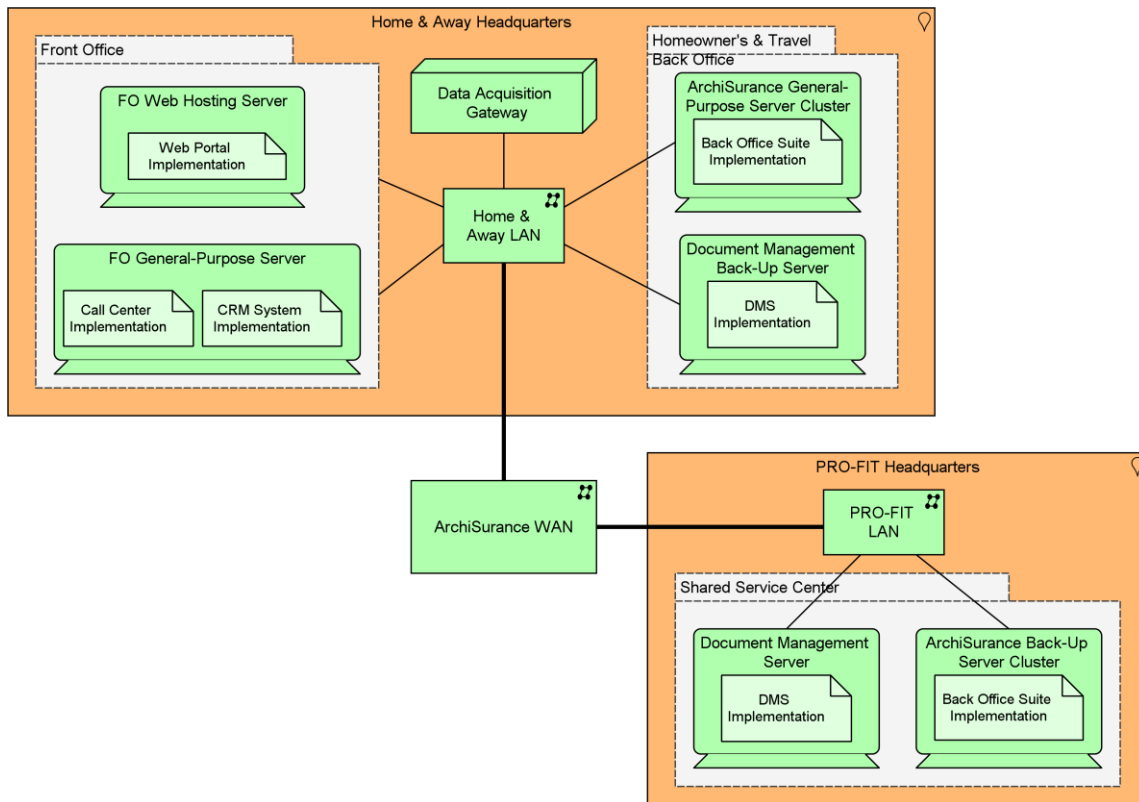 Home & Away Headquarters
Front Office
FO Web Hosting Server
Web Portal
Implementation
FO General-Purpose Server
Call Center
Implementation
CRM System
Implementation
Data Acquisition
Gateway
Home &
Away LAN
Homeowner's & Travel
Back Office
ArchiSurance General-
Purpose Server Cluster
Back Office Suite
Implementation
Document Management
Back-Up Server
DMS
Implementation
ArchiSurance WAN
PRO-FIT Headquarters
PRO-FIT
LAN
Shared Service Center
Document Management
Server
DMS
Implementation
ArchiSurance Back-Up
Server Cluster
Back Office Suite
Implementation